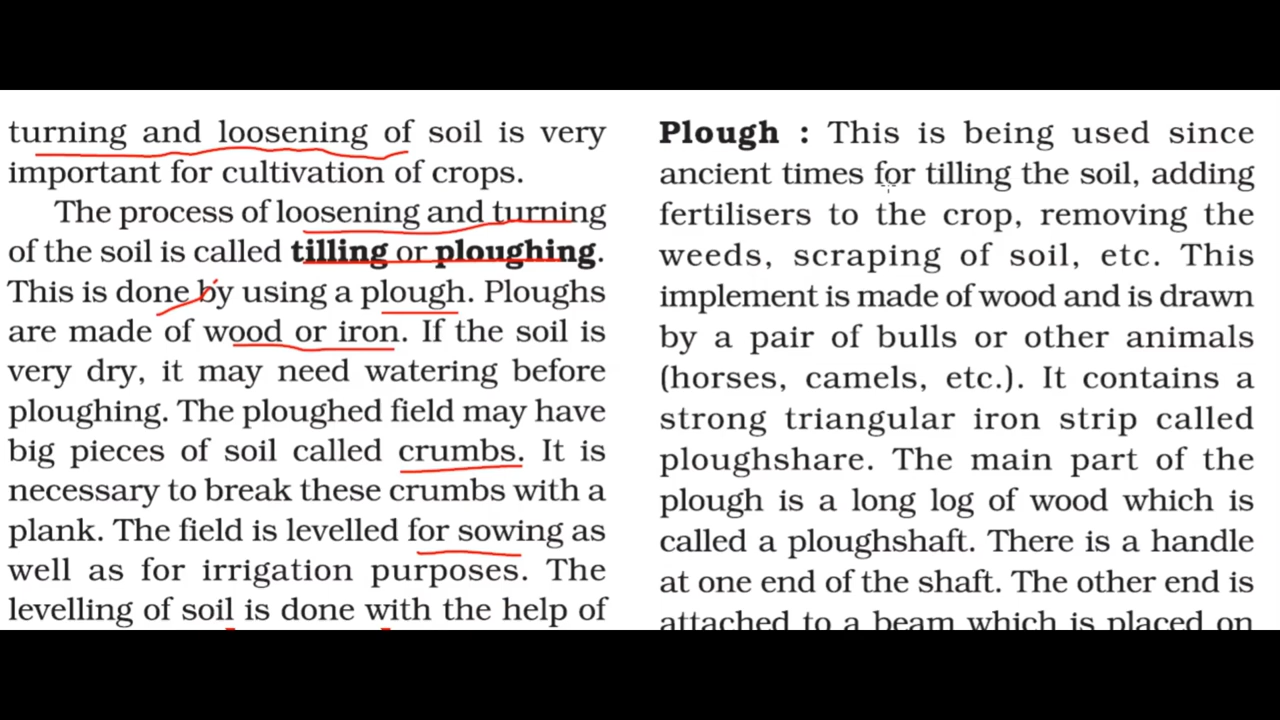 turning and loosening of soil is very
important for cultivation of crops.
The process of loosening and turning
of the soil is called tilling or ploughing.
This is done by using a plough. Ploughs
are made of wood or iron. If the soil is
very dry, it may need watering before
ploughing. The ploughed field may have
big pieces of soil called crumbs. It is
necessary to break these crumbs with a
plank. The field is levelled for sowing as
well as for irrigation purposes. The
levelling of soil is done with the help of
Plough : This is being used since
ancient times for tilling the soil, adding
fertilisers to the crop, removing the
weeds, scraping of soil, etc. This
implement is made of wood and is drawn
by a pair of bulls or other animals
(horses, camels, etc.). It contains a
strong triangular iron strip called
ploughshare. The main part of the
plough is a long log of wood which is
called a ploughshaft. There is a handle
at one end of the shaft. The other end is
attached to a beam which is placed on